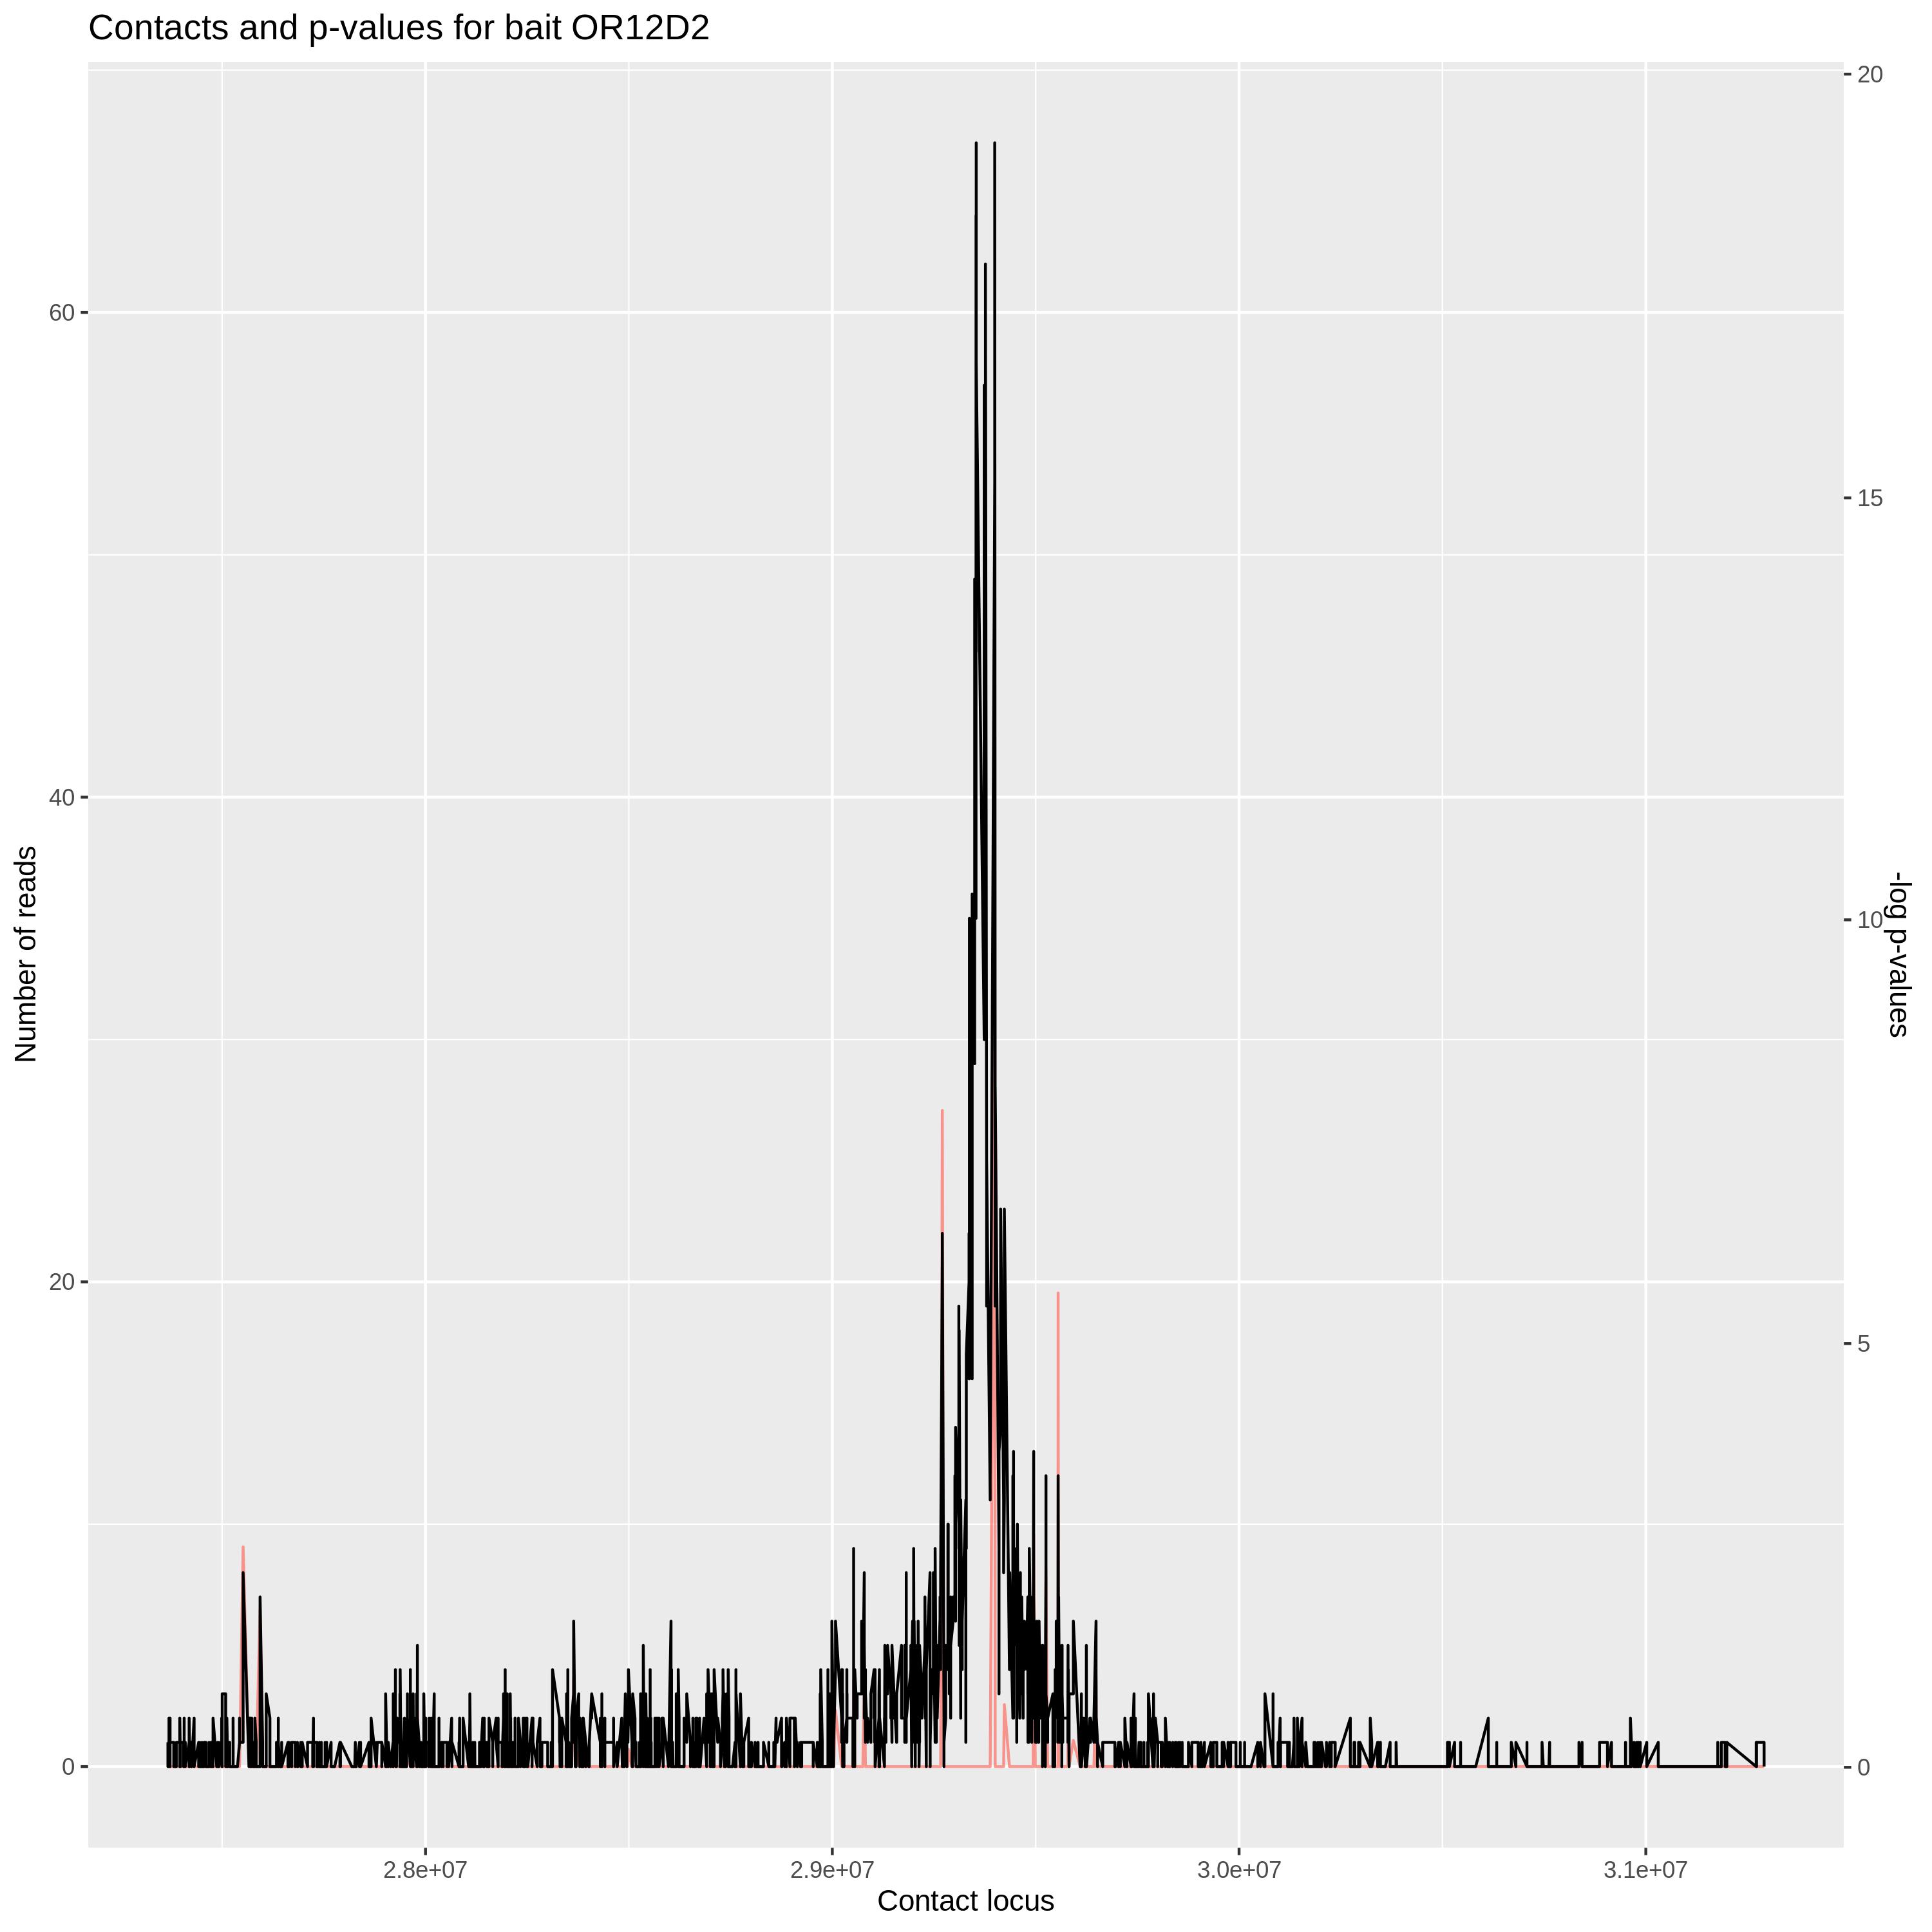 Contacts and p-values for bait OR12D2
20
60
15
40
Number of reads
10
-log p-values
20
5
0
0
2.8e+07
2.9e+07
3.0e+07
3.1e+07
Contact locus